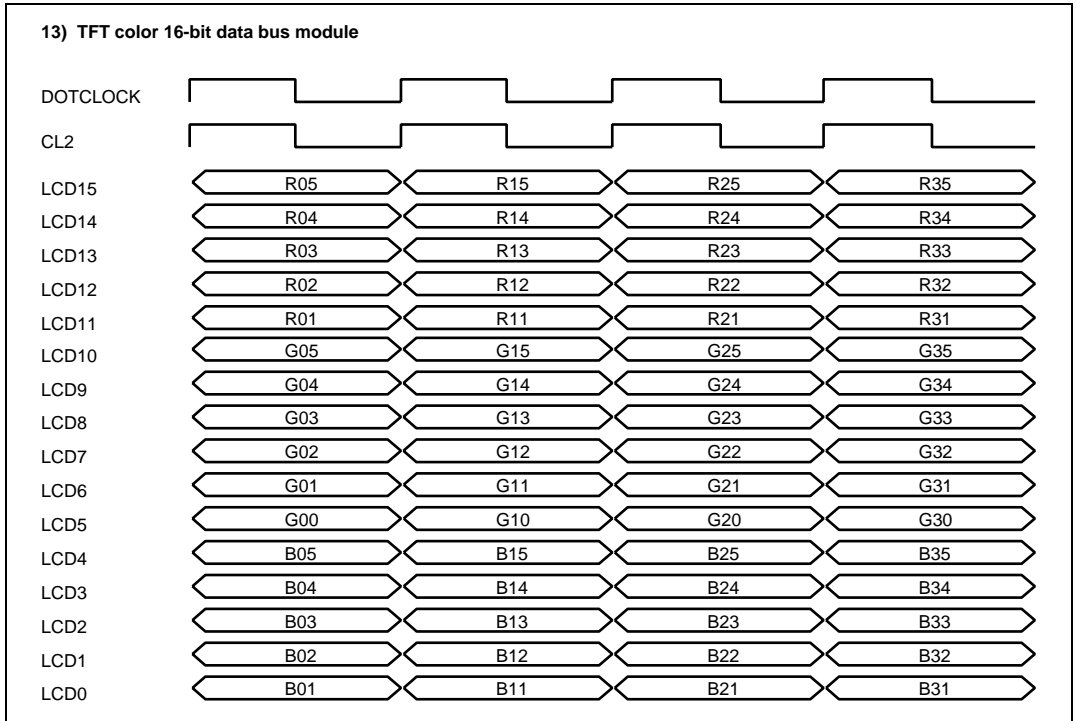 13) TFT color 16-bit data bus module
DOTCLOCK
CL2
LCD15 R05 R15 R25 R35
LCD14 R04 R14 R24 R34
LCD13 R03 R13 R23 R33
LCD12 R02 R12 R22 R32
LCD11 R01 R11 R21 R31
LCD10 G05 G15 G25 G35
LCD9 G04 G14 G24 G34
LCD8 G03 G13 G23 G33
LCD7 G02 G12 G22 G32
LCD6 G01 G11 G21 G31
LCD5 G00 G10 G20 G30
LCD4 B05 B15 B25 B35
LCD3 B04 B14 B24 B34
LCD2 B03 B13 B23 B33
LCD1 B02 B12 B22 B32
LCD0 B01 B11 B21 B31